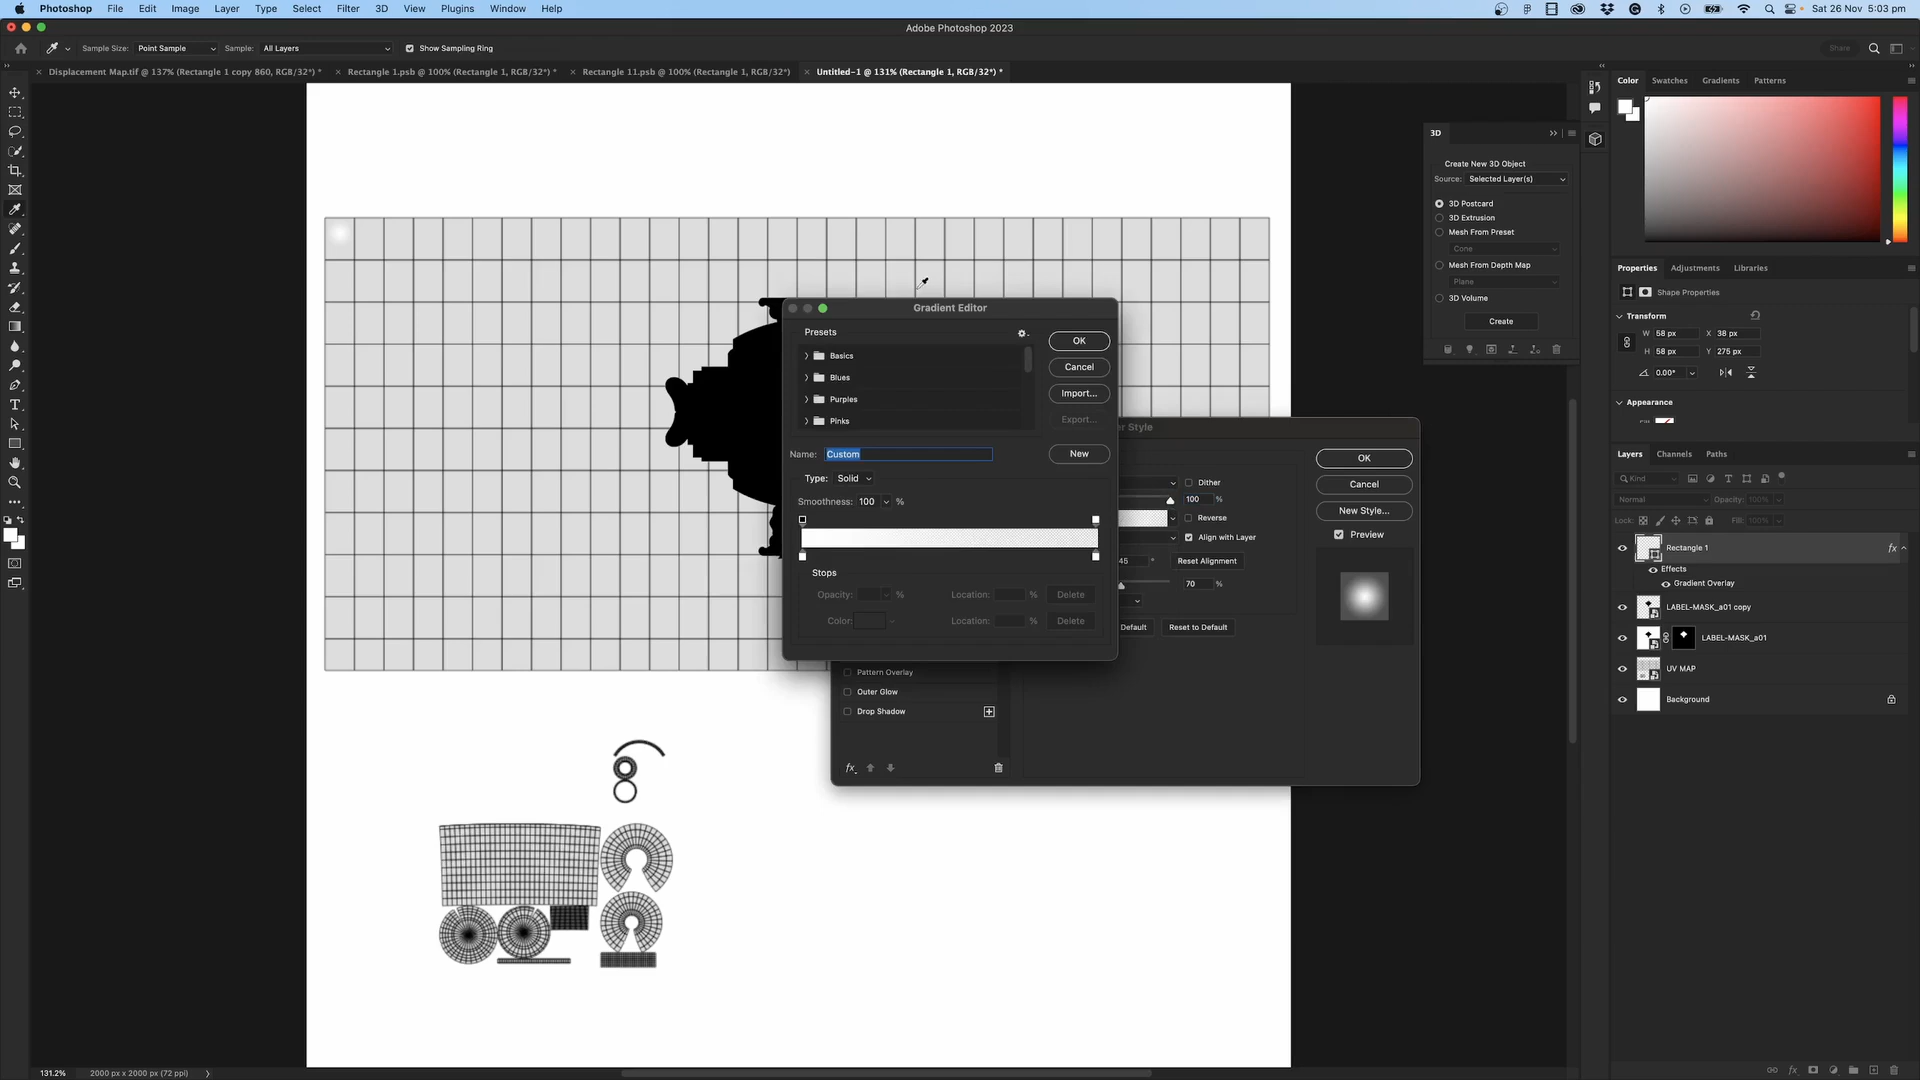 Photoshop File Edit Image Layer Type Select Filter 3D View Plugins Window Help Sat 26 Nov 5:03 pm
Adobe Photoshop 2023
Sample Size: Point Sample Sample: All Layers Show Sampling Ring Share
Displacement Map.tif @ 137% (Rectangle 1 copy 860, RGB/32*) * Rectangle 1.psb @ 100% (Rectangle 1, RGB/32*) * Rectangle 11.psb @ 100% (Rectangle 1, RGB/32*) Untitled-1 @ 131% (Rectangle 1, RGB/32*) *
Gradient Editor
Presets
Basics
Blues
Purples
Pinks
OK
Cancel
Import...
Export...
Name: Custom
New
Type: Solid
Smoothness: 100 %
Stops
Opacity: % Location: % Delete
Color: Location: % Delete
er Style
Dither
100 %
Reverse
Align with Layer
45 ° Reset Alignment
70 %
Default Reset to Default
OK
Cancel
New Style...
Preview
Pattern Overlay
Outer Glow
Drop Shadow
fx
3D
Create New 3D Object
Source: Selected Layer(s)
3D Postcard
3D Extrusion
Mesh From Preset
Cone
Mesh From Depth Map
Plane
3D Volume
Create
Color Swatches Gradients Patterns
Properties Adjustments Libraries
Shape Properties
Transform
W 58 px X 38 px
H 58 px Y 275 px
0.00°
Appearance
Layers Channels Paths
Kind
Normal Opacity: 100%
Lock: Fill: 100%
Rectangle 1 fx
Effects
Gradient Overlay
LABEL-MASK_a01 copy
LABEL-MASK_a01
UV MAP
Background
131.2% 2000 px x 2000 px (72 ppi)
fx